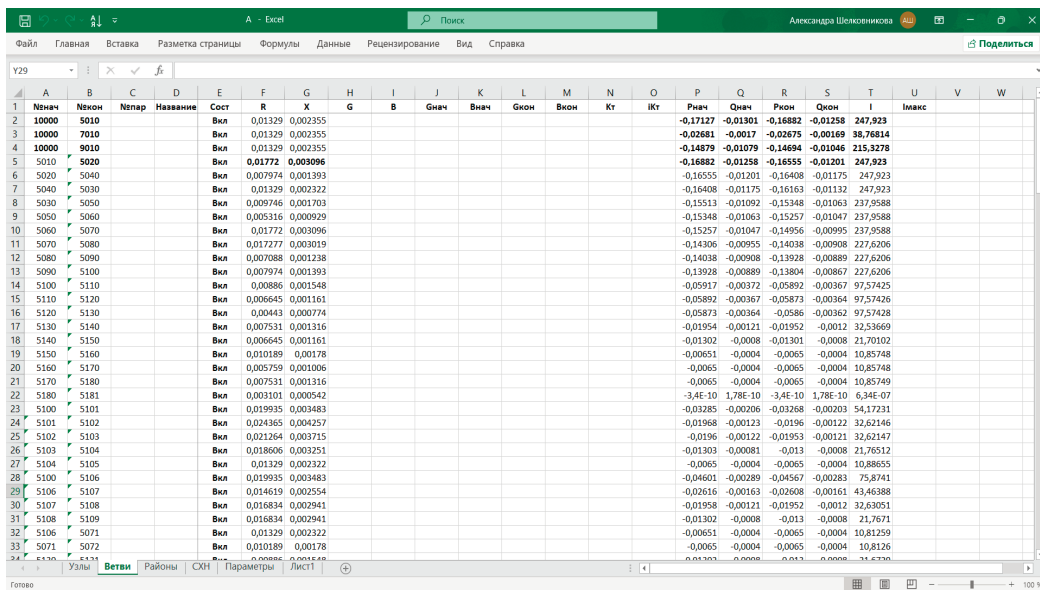 А - Excel
Поиск
Александра Шелковникова
АШ
Файл Главная Вставка Разметка страницы Формулы Данные Рецензирование Вид Справка
Поделиться
Y29 fx
A B C D E F G H I J K L M N O P Q R S T U V W
1 №нач №кон №пар Название Сост R X G B Gнач Bнач Gкон Bкон Кт iКт Pнач Qнач Pкон Qкон I Iмакс
2 10000 5010 Вкл 0,01329 0,002355 -0,17127 -0,01301 -0,16882 -0,01258 247,923
3 10000 7010 Вкл 0,01329 0,002355 -0,02681 -0,0017 -0,02675 -0,00169 38,76814
4 10000 9010 Вкл 0,01329 0,002355 -0,14879 -0,01079 -0,14694 -0,01046 215,3278
5 5010 5020 Вкл 0,01772 0,003096 -0,16882 -0,01258 -0,16555 -0,01201 247,923
6 5020 5040 Вкл 0,007974 0,001393 -0,16555 -0,01201 -0,16408 -0,01175 247,923
7 5040 5030 Вкл 0,01329 0,002322 -0,16408 -0,01175 -0,16163 -0,01132 247,923
8 5030 5050 Вкл 0,009746 0,001703 -0,15513 -0,01092 -0,15348 -0,01063 237,9588
9 5050 5060 Вкл 0,005316 0,000929 -0,15348 -0,01063 -0,15257 -0,01047 237,9588
10 5060 5070 Вкл 0,01772 0,003096 -0,15257 -0,01047 -0,14956 -0,00995 237,9588
11 5070 5080 Вкл 0,017277 0,003019 -0,14306 -0,00955 -0,14038 -0,00908 227,6206
12 5080 5090 Вкл 0,007088 0,001238 -0,14038 -0,00908 -0,13928 -0,00889 227,6206
13 5090 5100 Вкл 0,007974 0,001393 -0,13928 -0,00889 -0,13804 -0,00867 227,6206
14 5100 5110 Вкл 0,00886 0,001548 -0,05917 -0,00372 -0,05892 -0,00367 97,57425
15 5110 5120 Вкл 0,006645 0,001161 -0,05892 -0,00367 -0,05873 -0,00364 97,57426
16 5120 5130 Вкл 0,00443 0,000774 -0,05873 -0,00364 -0,0586 -0,00362 97,57428
17 5130 5140 Вкл 0,007531 0,001316 -0,01954 -0,00121 -0,01952 -0,0012 32,53669
18 5140 5150 Вкл 0,006645 0,001161 -0,01302 -0,0008 -0,01301 -0,0008 21,70102
19 5150 5160 Вкл 0,010189 0,00178 -0,00651 -0,0004 -0,0065 -0,0004 10,85748
20 5160 5170 Вкл 0,005759 0,001006 -0,0065 -0,0004 -0,0065 -0,0004 10,85748
21 5170 5180 Вкл 0,007531 0,001316 -0,0065 -0,0004 -0,0065 -0,0004 10,85749
22 5180 5181 Вкл 0,003101 0,000542 -3,4E-10 1,78E-10 -3,4E-10 1,78E-10 6,34E-07
23 5100 5101 Вкл 0,019935 0,003483 -0,03285 -0,00206 -0,03268 -0,00203 54,17231
24 5101 5102 Вкл 0,024365 0,004257 -0,01968 -0,00123 -0,0196 -0,00122 32,62146
25 5102 5103 Вкл 0,021264 0,003715 -0,0196 -0,00122 -0,01953 -0,00121 32,62147
26 5103 5104 Вкл 0,018606 0,003251 -0,01303 -0,00081 -0,013 -0,0008 21,76512
27 5104 5105 Вкл 0,01329 0,002322 -0,0065 -0,0004 -0,0065 -0,0004 10,88655
28 5100 5106 Вкл 0,019935 0,003483 -0,04601 -0,00289 -0,04567 -0,00283 75,8741
29 5106 5107 Вкл 0,014619 0,002554 -0,02616 -0,00163 -0,02608 -0,00161 43,46388
30 5107 5108 Вкл 0,016834 0,002941 -0,01958 -0,00121 -0,01952 -0,0012 32,63051
31 5108 5109 Вкл 0,016834 0,002941 -0,01302 -0,0008 -0,013 -0,0008 21,7671
32 5106 5071 Вкл 0,01329 0,002322 -0,00651 -0,0004 -0,0065 -0,0004 10,81259
33 5071 5072 Вкл 0,010189 0,00178 -0,0065 -0,0004 -0,0065 -0,0004 10,8126
Узлы Ветви Районы СХН Параметры Лист1
Готово 100 %